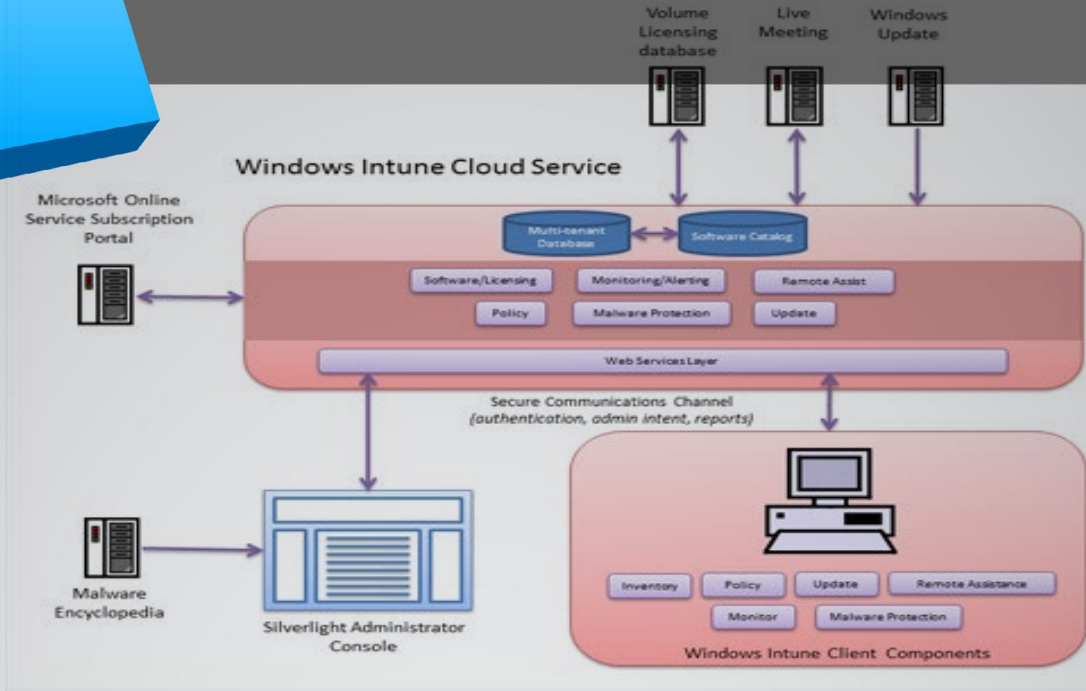 Volume
Licensing
database
Live
Meeting
Windows
Update
Windows Intune Cloud Service
Microsoft Online
Service Subscription
Portal
Multi-tenant
Database
Software Catalog
Software/Licensing
Monitoring/Alerting
Remote Assist
Policy
Malware Protection
Update
Web Services Layer
Secure Communications Channel
(authentication, admin intent, reports)
Malware
Encyclopedia
Silverlight Administrator
Console
Inventory
Policy
Update
Remote Assistance
Monitor
Malware Protection
Windows Intune Client Components